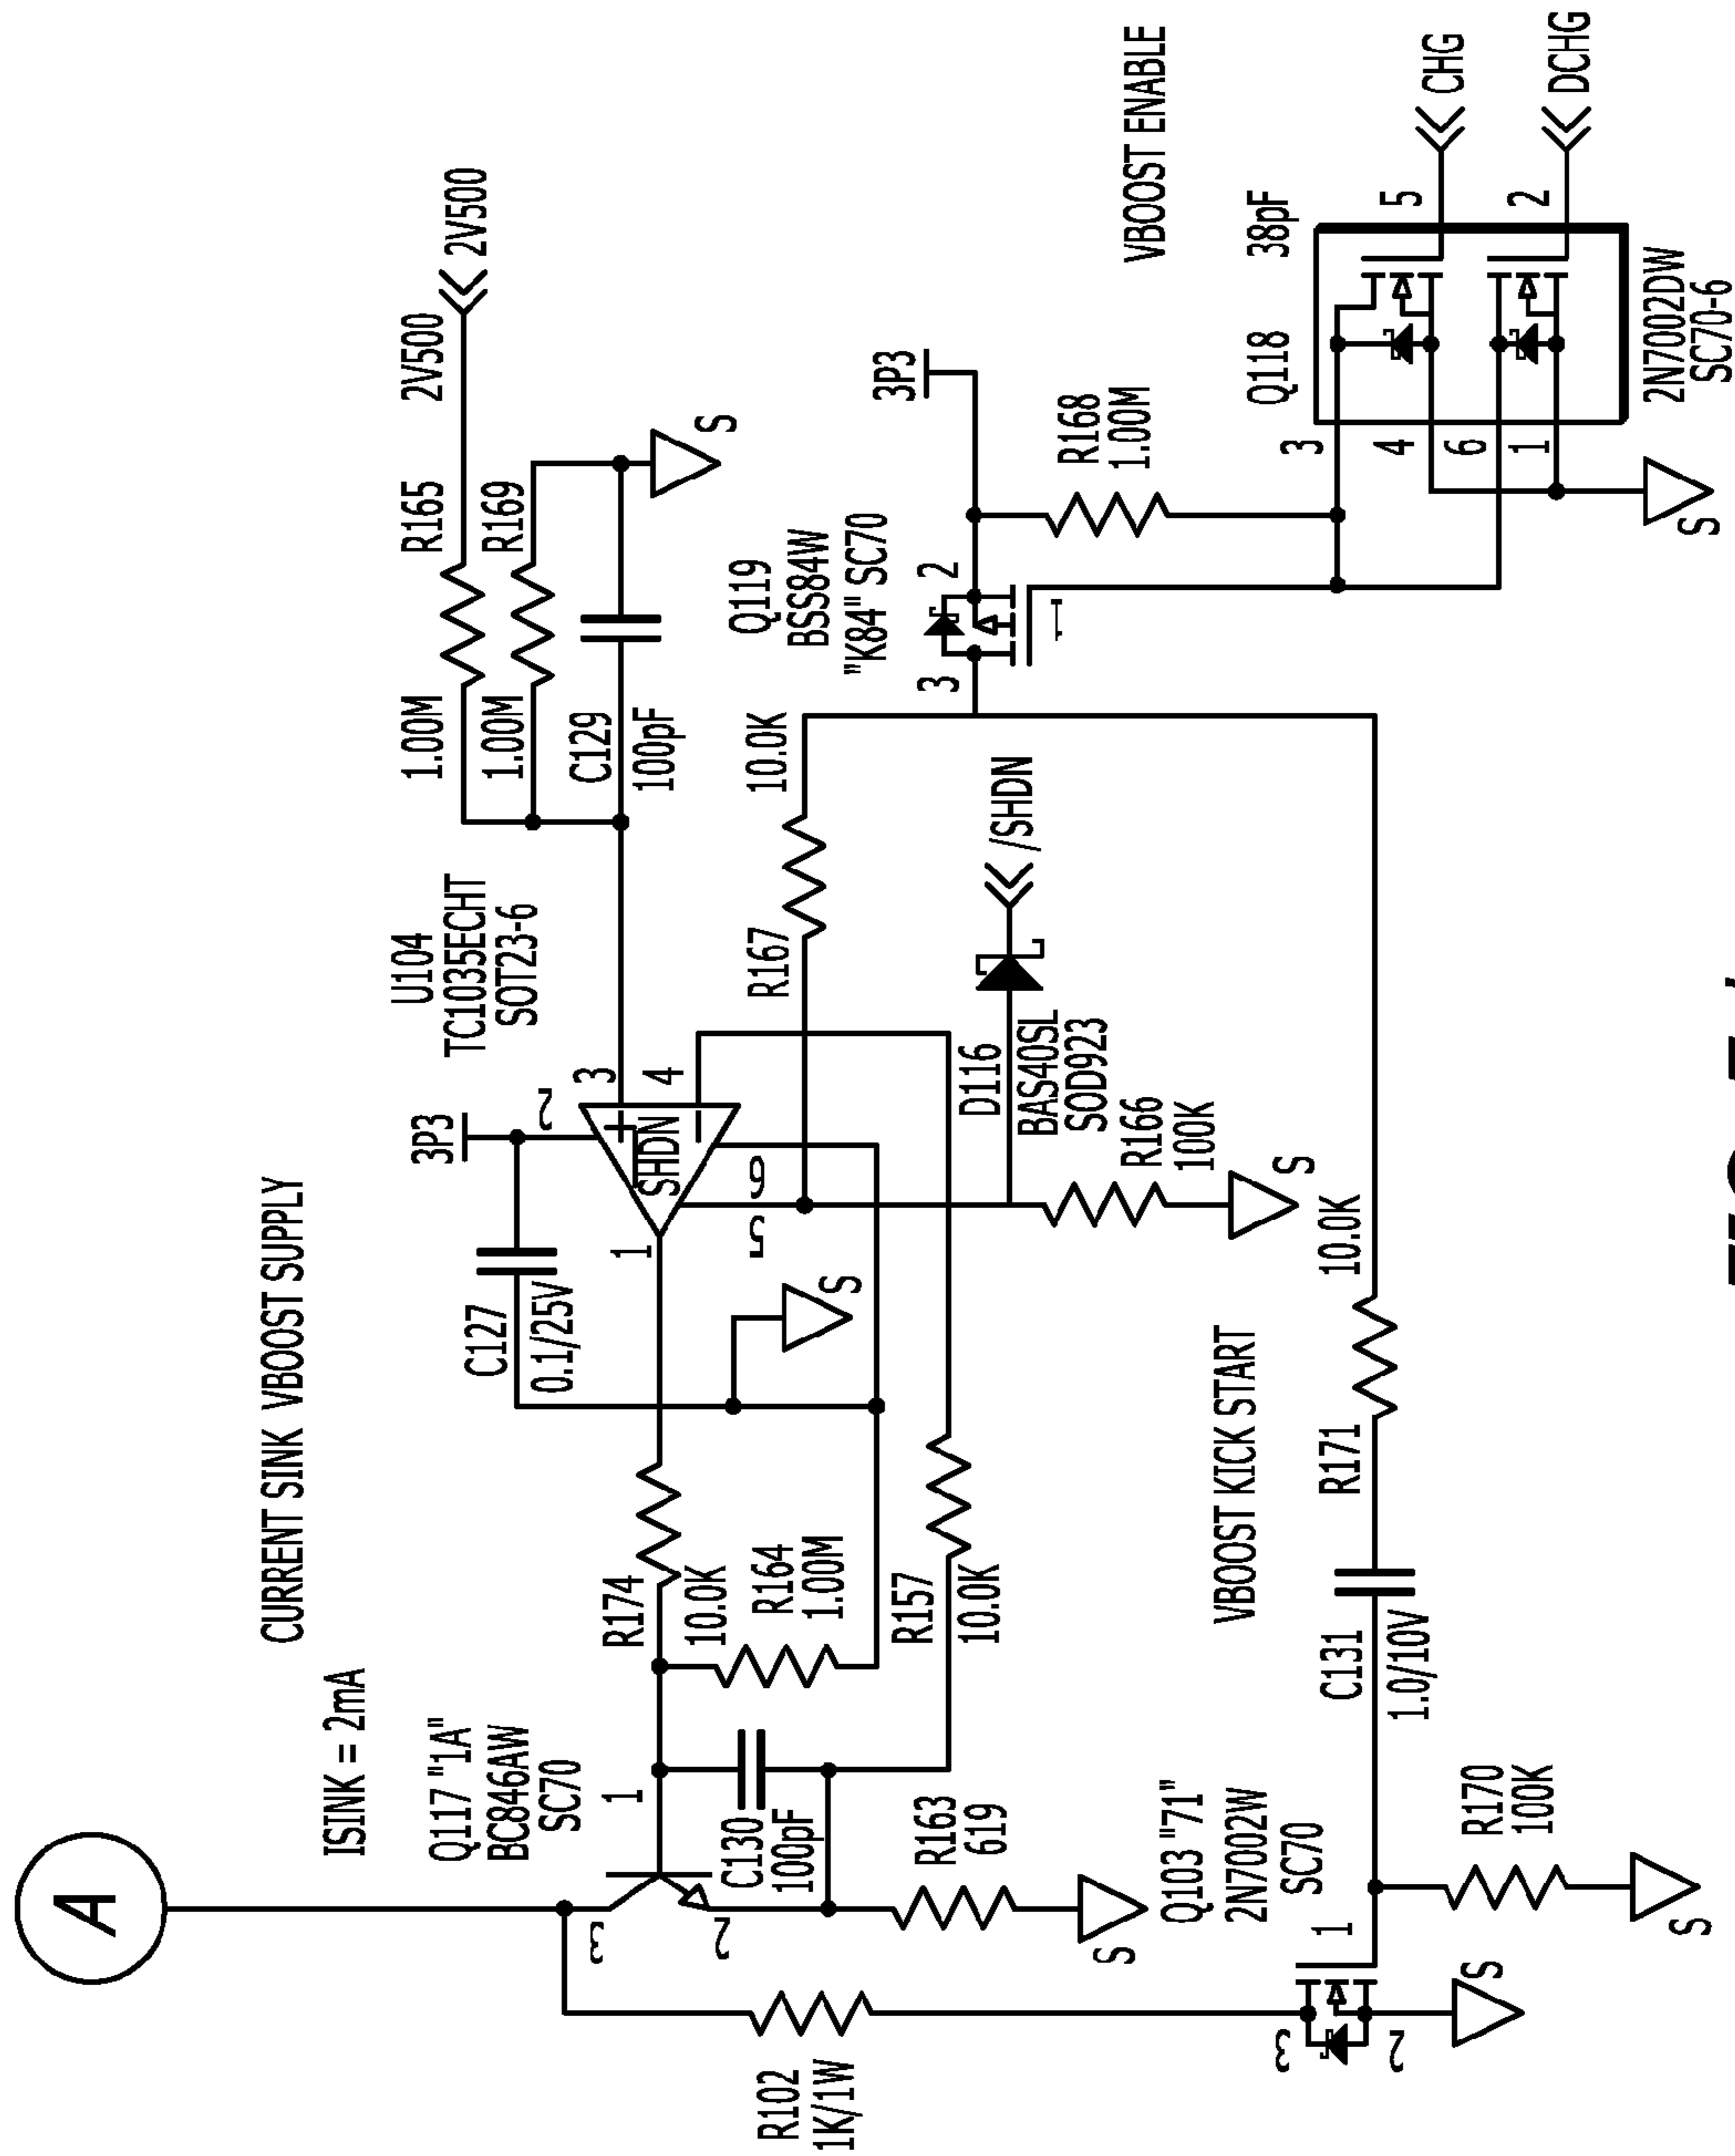 A
CURRENT SINK VBOOST SUPPLY
ISINK = 2mA
Q117 "1A"
BC846AW
SC70
1
3
2
R102
1K/1W
C130
100pF
R163
619
S
Q103 "71"
2N7002W
SC70
1
3
2
S
R170
100K
S
R174
10.0K
R164
1.00M
R157
10.0K
VBOOST KICK START
C131
1.0/10V
R171
10.0K
C127
0.1/25V
S
3P3
2
U104
TC1035ECHT
SOT23-6
3
4
SHDN
1
6
5
R167
10.0K
D116
BAS40SL
SOD923
/SHDN
R166
100K
S
1.00M
R165
2V500
2V500
1.00M
R169
C129
100pF
S
Q119
BSS84W
"K84" SC70
3
2
1
3P3
R168
1.00M
VBOOST ENABLE
Q118
38pF
3
4
6
1
5
2
CHG
DCHG
2N7002DW
SC70-6
S